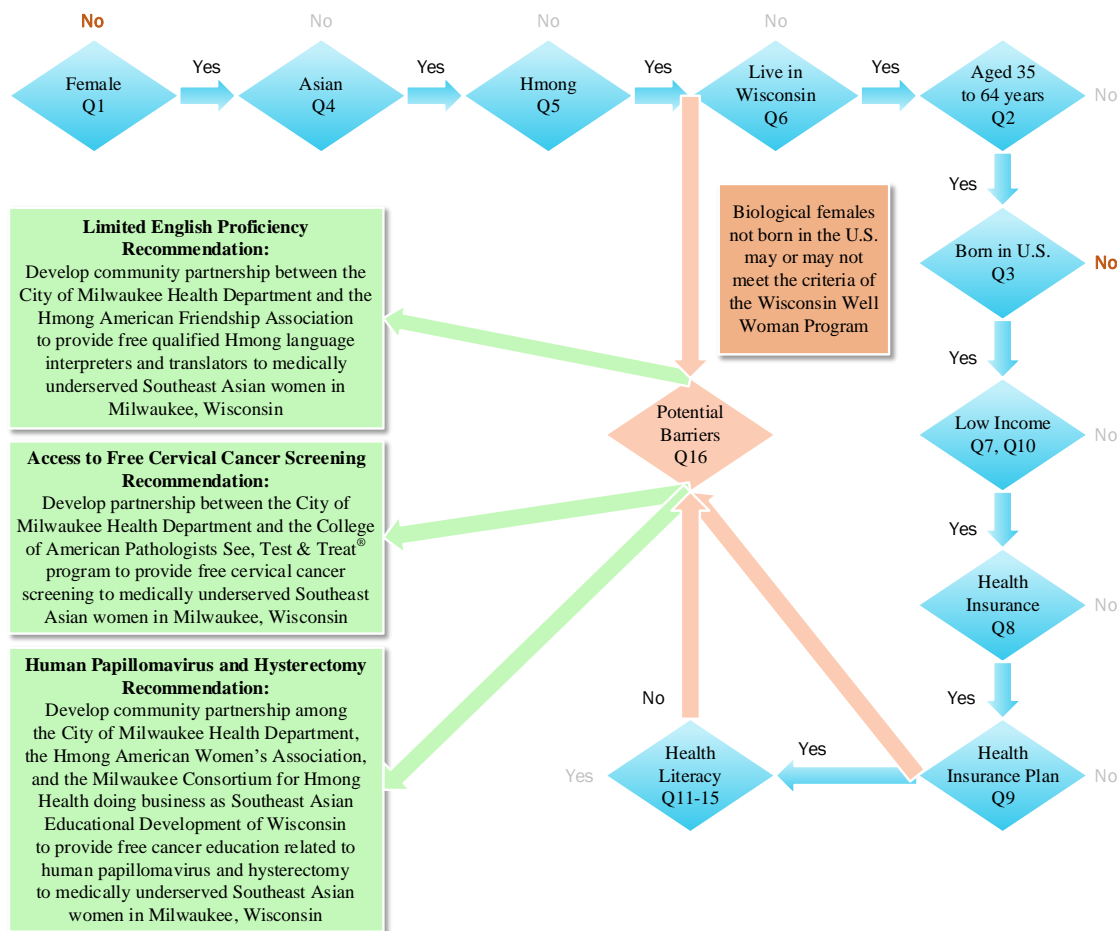 No
No
No
No
Female
Q1
Yes
Asian
Q4
Yes
Hmong
Q5
Yes
Live in
Wisconsin
Q6
Yes
Aged 35
to 64 years
Q2
No
Yes
Biological females
not born in the U.S.
may or may not
meet the criteria of
the Wisconsin Well
Woman Program
Born in U.S.
Q3
No
Yes
Limited English Proficiency
Recommendation:
Develop community partnership between the
City of Milwaukee Health Department and the
Hmong American Friendship Association
to provide free qualified Hmong language
interpreters and translators to medically
underserved Southeast Asian women in
Milwaukee, Wisconsin
Potential
Barriers
Q16
Low Income
Q7, Q10
No
Yes
Access to Free Cervical Cancer Screening
Recommendation:
Develop partnership between the City of
Milwaukee Health Department and the College
of American Pathologists See, Test & Treat®
program to provide free cervical cancer
screening to medically underserved Southeast
Asian women in Milwaukee, Wisconsin
Health
Insurance
Q8
No
Yes
Human Papillomavirus and Hysterectomy
Recommendation:
Develop community partnership among
the City of Milwaukee Health Department,
the Hmong American Women’s Association,
and the Milwaukee Consortium for Hmong
Health doing business as Southeast Asian
Educational Development of Wisconsin
to provide free cancer education related to
human papillomavirus and hysterectomy
to medically underserved Southeast Asian
women in Milwaukee, Wisconsin
No
Yes
Health
Literacy
Q11-15
Yes
Health
Insurance Plan
Q9
No